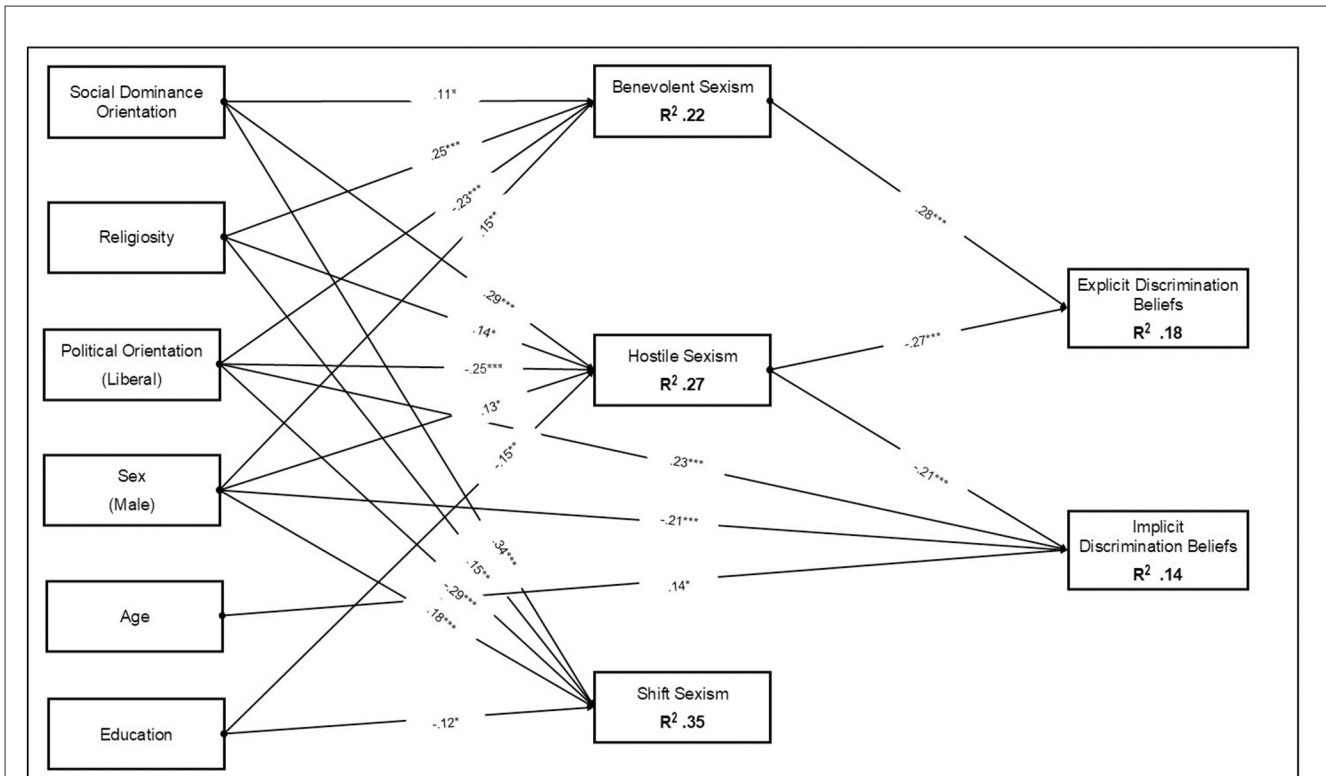 Social Dominance
Orientation
Religiosity
Political Orientation
(Liberal)
Sex
(Male)
Age
Education
.11*
.25***
-.23***
.15**
.29***
.14*
-.25***
.13*
-.15**
.34***
.15**
-.29***
.18***
-.12*
Benevolent Sexism
R² .22
Hostile Sexism
R² .27
Shift Sexism
R² .35
.28***
-.27***
.23***
-.21***
-.21***
.14*
Explicit Discrimination
Beliefs
R² .18
Implicit
Discrimination Beliefs
R² .14